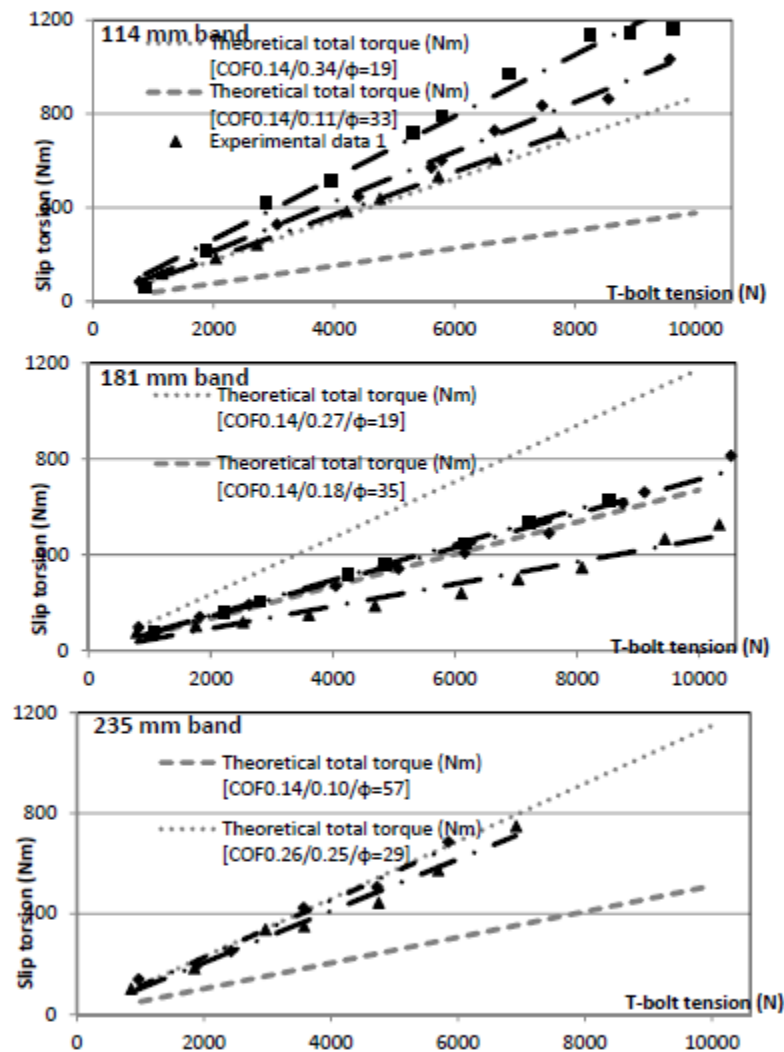 1200
114 mm band
Theoretical total torque (Nm)
[COF0.14/0.34/ϕ=19]
Theoretical total torque (Nm)
[COF0.14/0.11/ϕ=33]
Experimental data 1
800
400
0
Slip torsion (Nm)
T-bolt tension (N)
0 2000 4000 6000 8000 10000
1200
181 mm band
Theoretical total torque (Nm)
[COF0.14/0.27/ϕ=19]
Theoretical total torque (Nm)
[COF0.14/0.18/ϕ=35]
800
400
0
Slip torsion (Nm)
T-bolt tension (N)
0 2000 4000 6000 8000 10000
1200
235 mm band
Theoretical total torque (Nm)
[COF0.14/0.10/ϕ=57]
Theoretical total torque (Nm)
[COF0.26/0.25/ϕ=29]
800
400
0
Slip torsion (Nm)
T-bolt tension (N)
0 2000 4000 6000 8000 10000